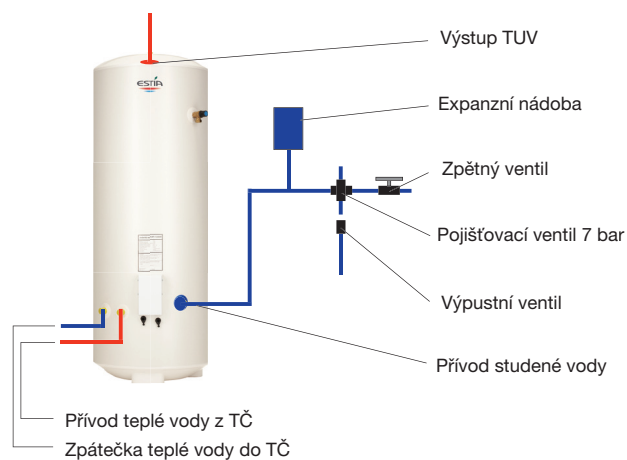 Výstup TUV
ESTÍA
Expanzní nádoba
Zpětný ventil
Pojišťovací ventil 7 bar
Výpustní ventil
Přívod studené vody
Přívod teplé vody z TČ
Zpátečka teplé vody do TČ